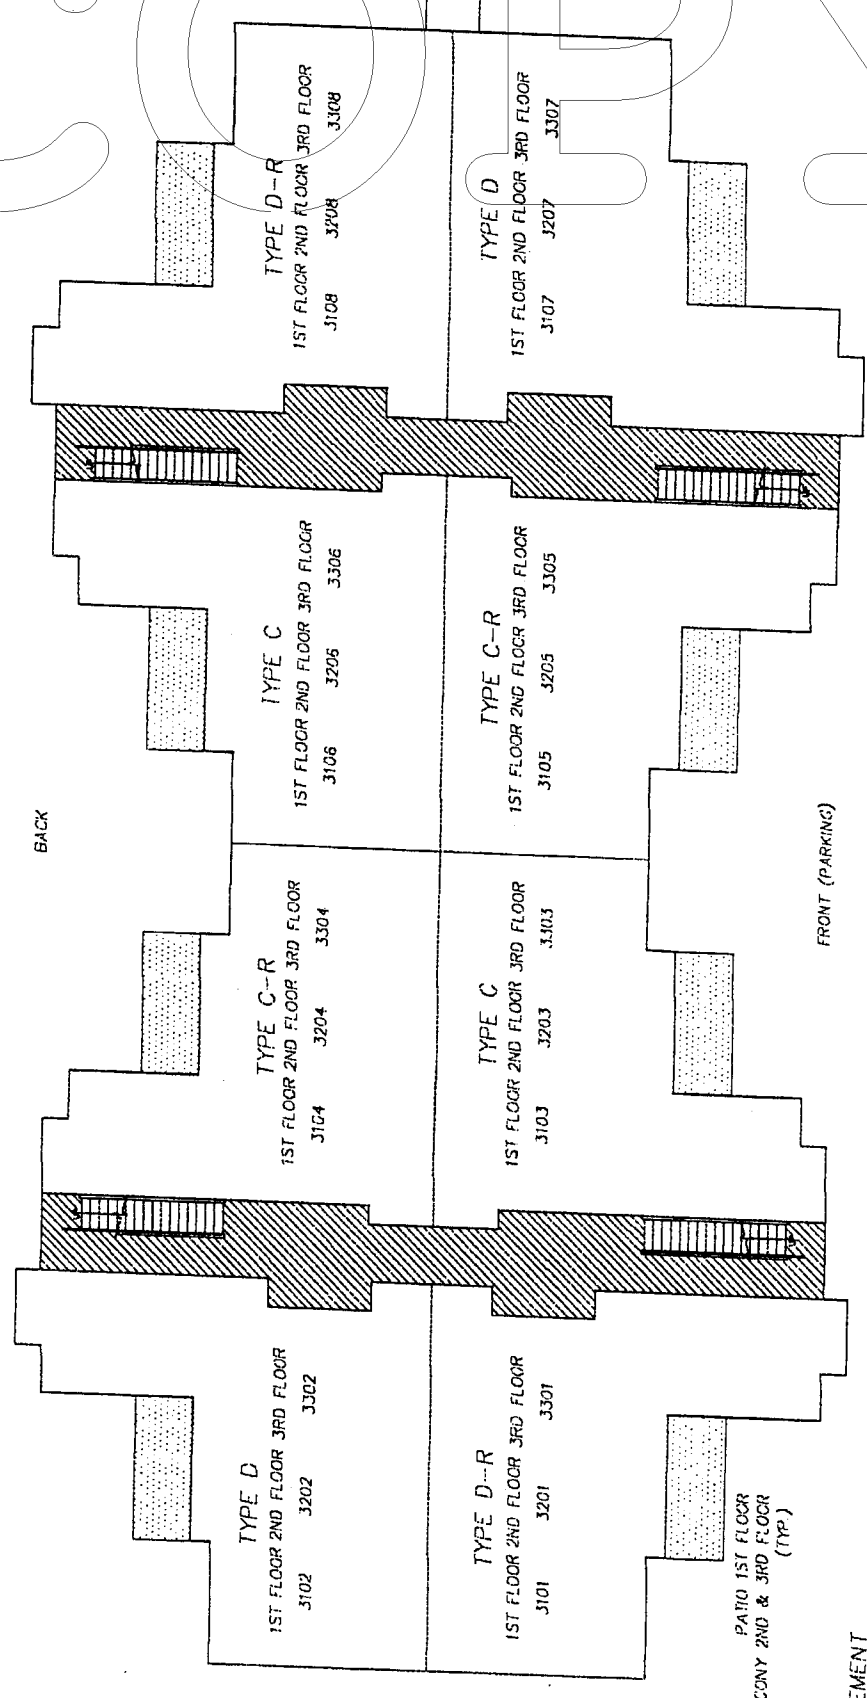 BACK
TYPE D
1ST FLOOR 2ND FLOOR 3RD FLOOR
3102 3202 3302
TYPE C-R
1ST FLOOR 2ND FLOOR 3RD FLOOR
3104 3204 3304
TYPE C
1ST FLOOR 2ND FLOOR 3RD FLOOR
3106 3206 3306
TYPE D-R
1ST FLOOR 2ND FLOOR 3RD FLOOR
3108 3208 3308
TYPE D-R
1ST FLOOR 2ND FLOOR 3RD FLOOR
3101 3201 3301
TYPE C
1ST FLOOR 2ND FLOOR 3RD FLOOR
3103 3203 3303
TYPE C-R
1ST FLOOR 2ND FLOOR 3RD FLOOR
3105 3205 3305
TYPE D
1ST FLOOR 2ND FLOOR 3RD FLOOR
3107 3207 3307
PATIO 1ST FLOOR
CONY 2ND & 3RD FLOOR
(TYP.)
FRONT (PARKING)
EMENT